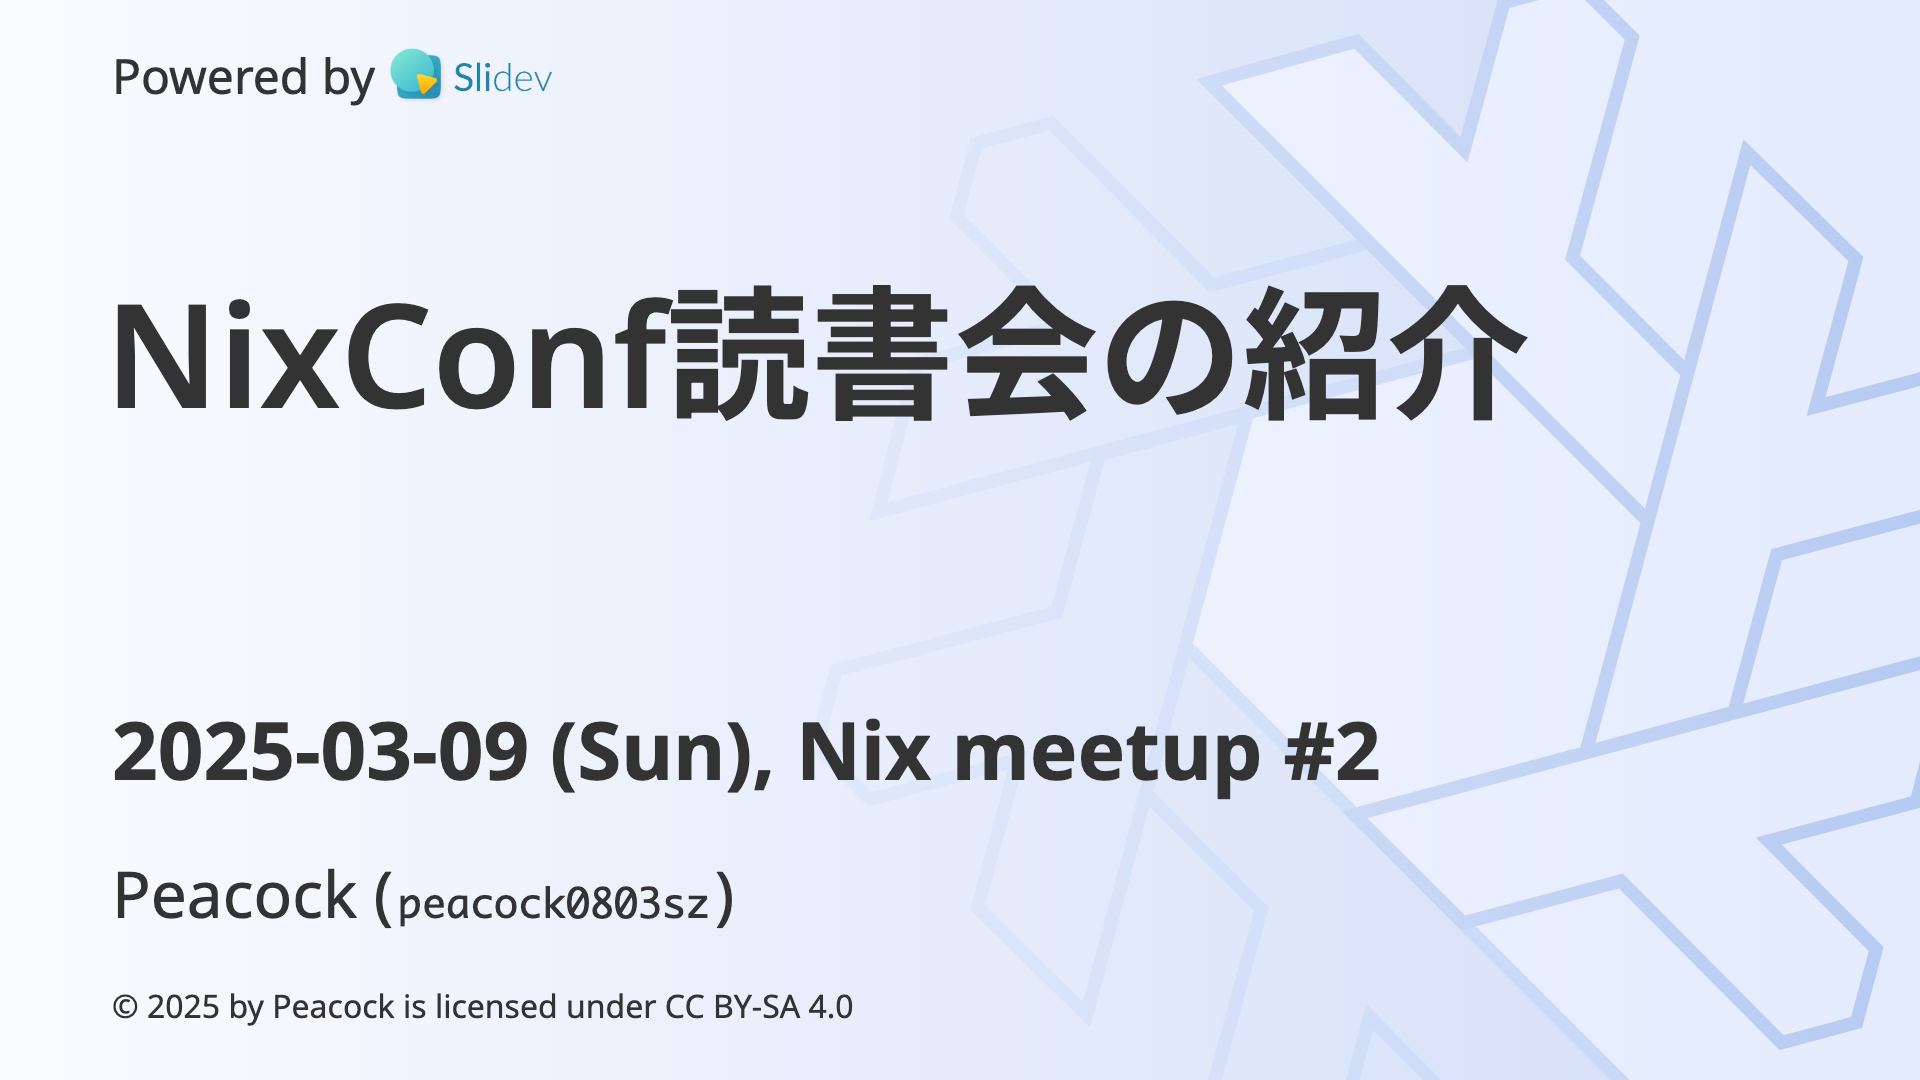 Powered by Slidev
NixConf読書会の紹介
2025-03-09 (Sun), Nix meetup #2
Peacock (peacock0803sz)
© 2025 by Peacock is licensed under CC BY-SA 4.0